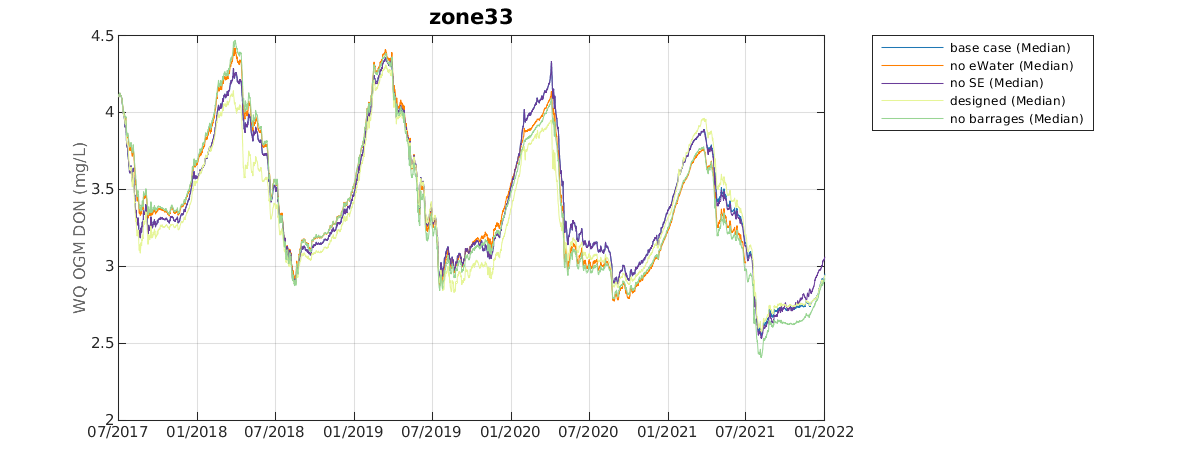 zone33
WQ OGM DON (mg/L)
4.5
4
3.5
3
2.5
2
07/2017 01/2018 07/2018 01/2019 07/2019 01/2020 07/2020 01/2021 07/2021 01/2022
base case (Median)
no eWater (Median)
no SE (Median)
designed (Median)
no barrages (Median)